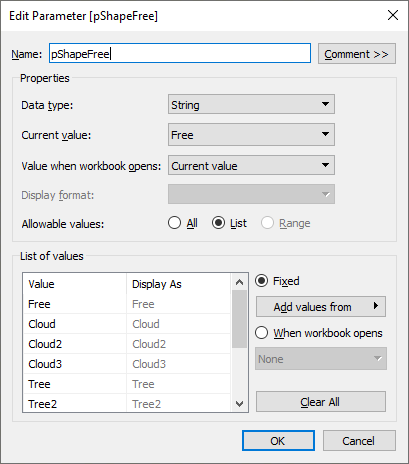 Edit Parameter [pShapeFree]
Name: pShapeFree Comment >>
Properties
Data type: String
Current value: Free
Value when workbook opens: Current value
Display format:
Allowable values: All List Range
List of values
Value Display As
Free Free
Cloud Cloud
Cloud2 Cloud2
Cloud3 Cloud3
Tree Tree
Tree2 Tree2
Fixed
Add values from
When workbook opens
None
Clear All
OK Cancel